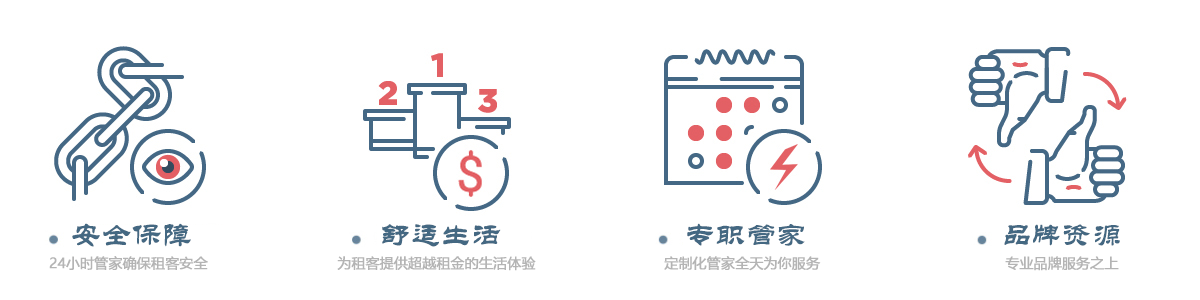 1
2
3
$
安全保障
24小时管家确保租客安全
舒适生活
为租客提供超越租金的生活体验
专职管家
定制化管家全天为你服务
品牌资源
专业品牌服务之上